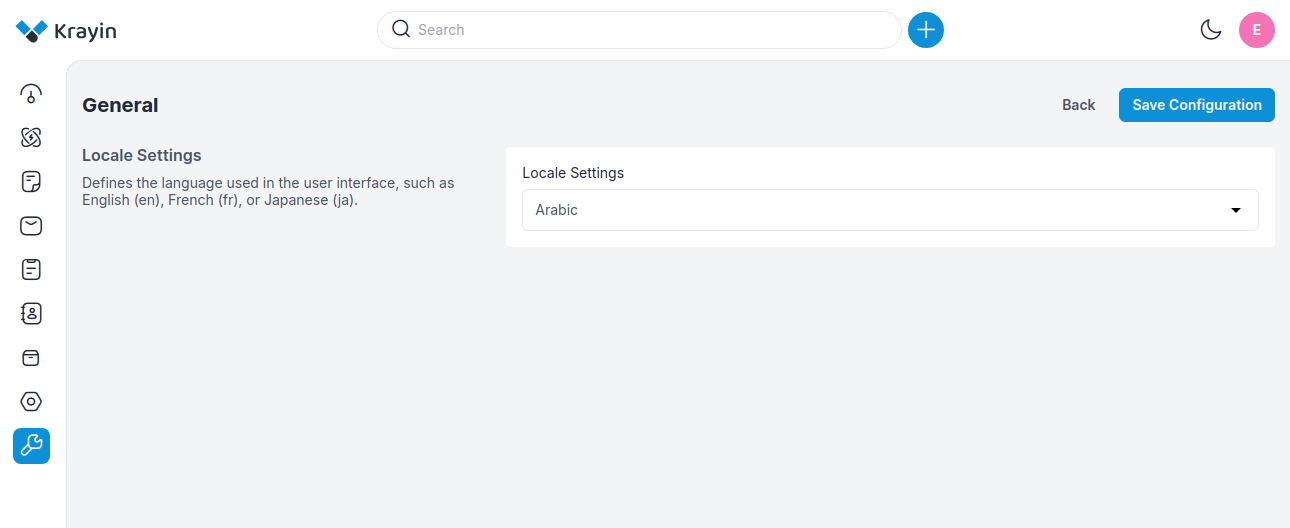 Krayin
Search
E
General
Back
Save Configuration
Locale Settings
Defines the language used in the user interface, such as
English (en), French (fr), or Japanese (ja).
Locale Settings
Arabic